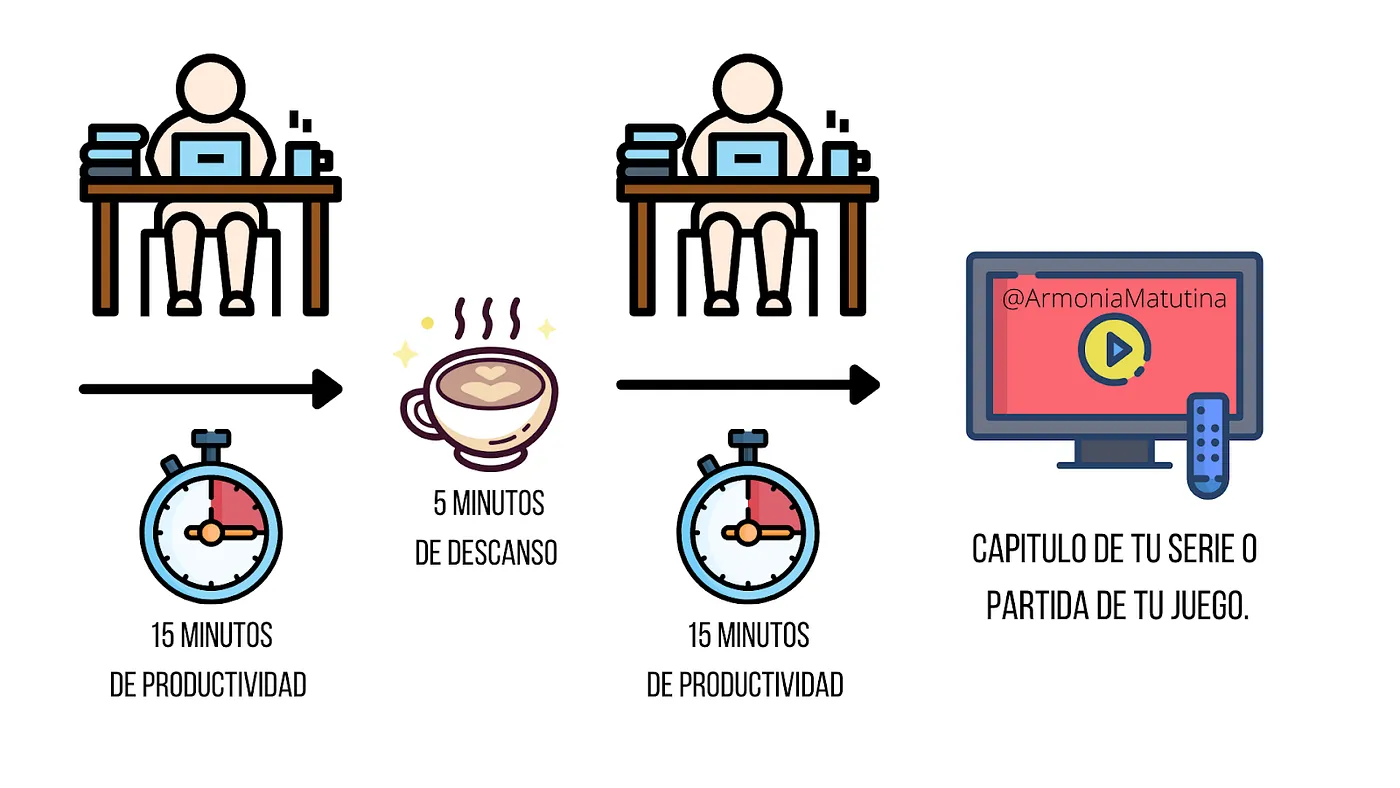 @ArmoniaMatutina
5 MINUTOS
DE DESCANSO
15 MINUTOS
DE PRODUCTIVIDAD
15 MINUTOS
DE PRODUCTIVIDAD
CAPITULO DE TU SERIE O
PARTIDA DE TU JUEGO.